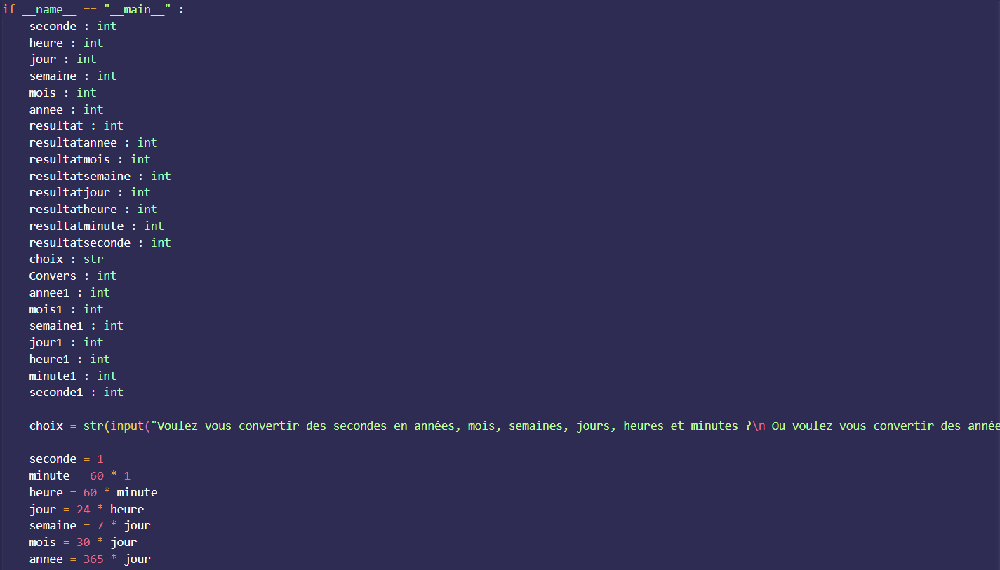 if __name__ == "__main__" :
    seconde : int
    heure : int
    jour : int
    semaine : int
    mois : int
    annee : int
    resultat : int
    resultatannee : int
    resultatmois : int
    resultatsemaine : int
    resultatjour : int
    resultatheure : int
    resultatminute : int
    resultatseconde : int
    choix : str
    Convers : int
    annee1 : int
    mois1 : int
    semaine1 : int
    jour1 : int
    heure1 : int
    minute1 : int
    seconde1 : int
    choix = str(input("Voulez vous convertir des secondes en années, mois, semaines, jours, heures et minutes ?\n Ou voulez vous convertir des année
    seconde = 1
    minute = 60 * 1
    heure = 60 * minute
    jour = 24 * heure
    semaine = 7 * jour
    mois = 30 * jour
    annee = 365 * jour